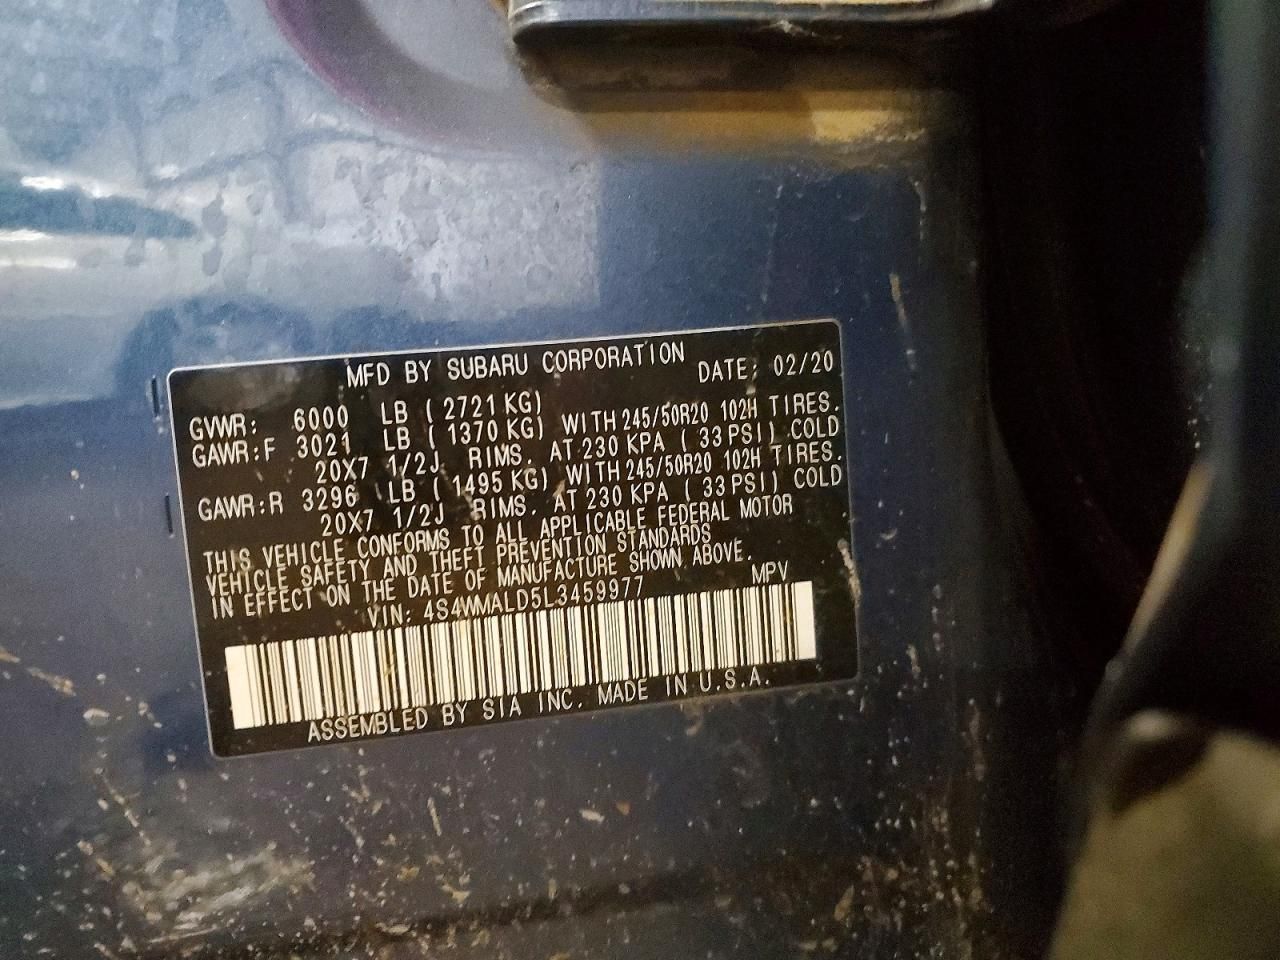 MFD BY SUBARU CORPORATION DATE: 02/20
GVWR: 6000 LB ( 2721 KG)
GAWR:F 3021 LB ( 1370 KG) WITH 245/50R20 102H TIRES.
20X7 1/2J RIMS. AT 230 KPA ( 33 PSI) COLD
GAWR:R 3296 LB ( 1495 KG) WITH 245/50R20 102H TIRES.
20X7 1/2J RIMS. AT 230 KPA ( 33 PSI) COLD
THIS VEHICLE CONFORMS TO ALL APPLICABLE FEDERAL MOTOR
VEHICLE SAFETY AND THEFT PREVENTION STANDARDS
IN EFFECT ON THE DATE OF MANUFACTURE SHOWN ABOVE.
VIN: 4S4WMALD5L3459977 MPV
ASSEMBLED BY SIA INC. MADE IN U.S.A.